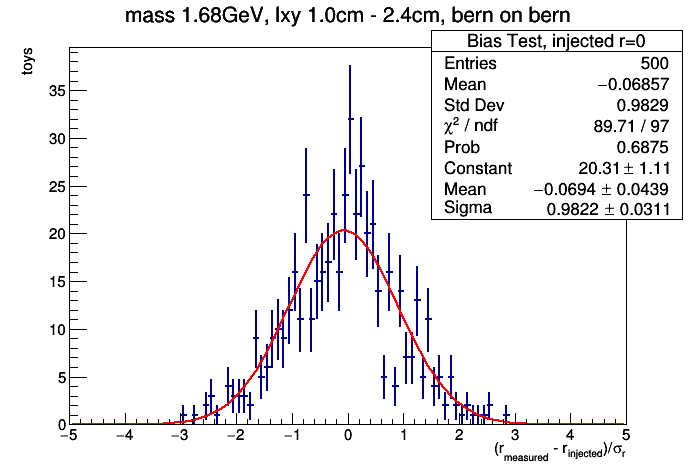 mass 1.68GeV, lxy 1.0cm - 2.4cm, bern on bern
Bias Test, injected r=0
Entries 500
Mean −0.06857
Std Dev 0.9829
χ² / ndf 89.71 / 97
Prob 0.6875
Constant 20.31 ± 1.11
Mean −0.0694 ± 0.0439
Sigma 0.9822 ± 0.0311
toys
35
30
25
20
15
10
5
0
−5 −4 −3 −2 −1 0 1 2 3 4 5
(r_measured - r_injected)/σ_r